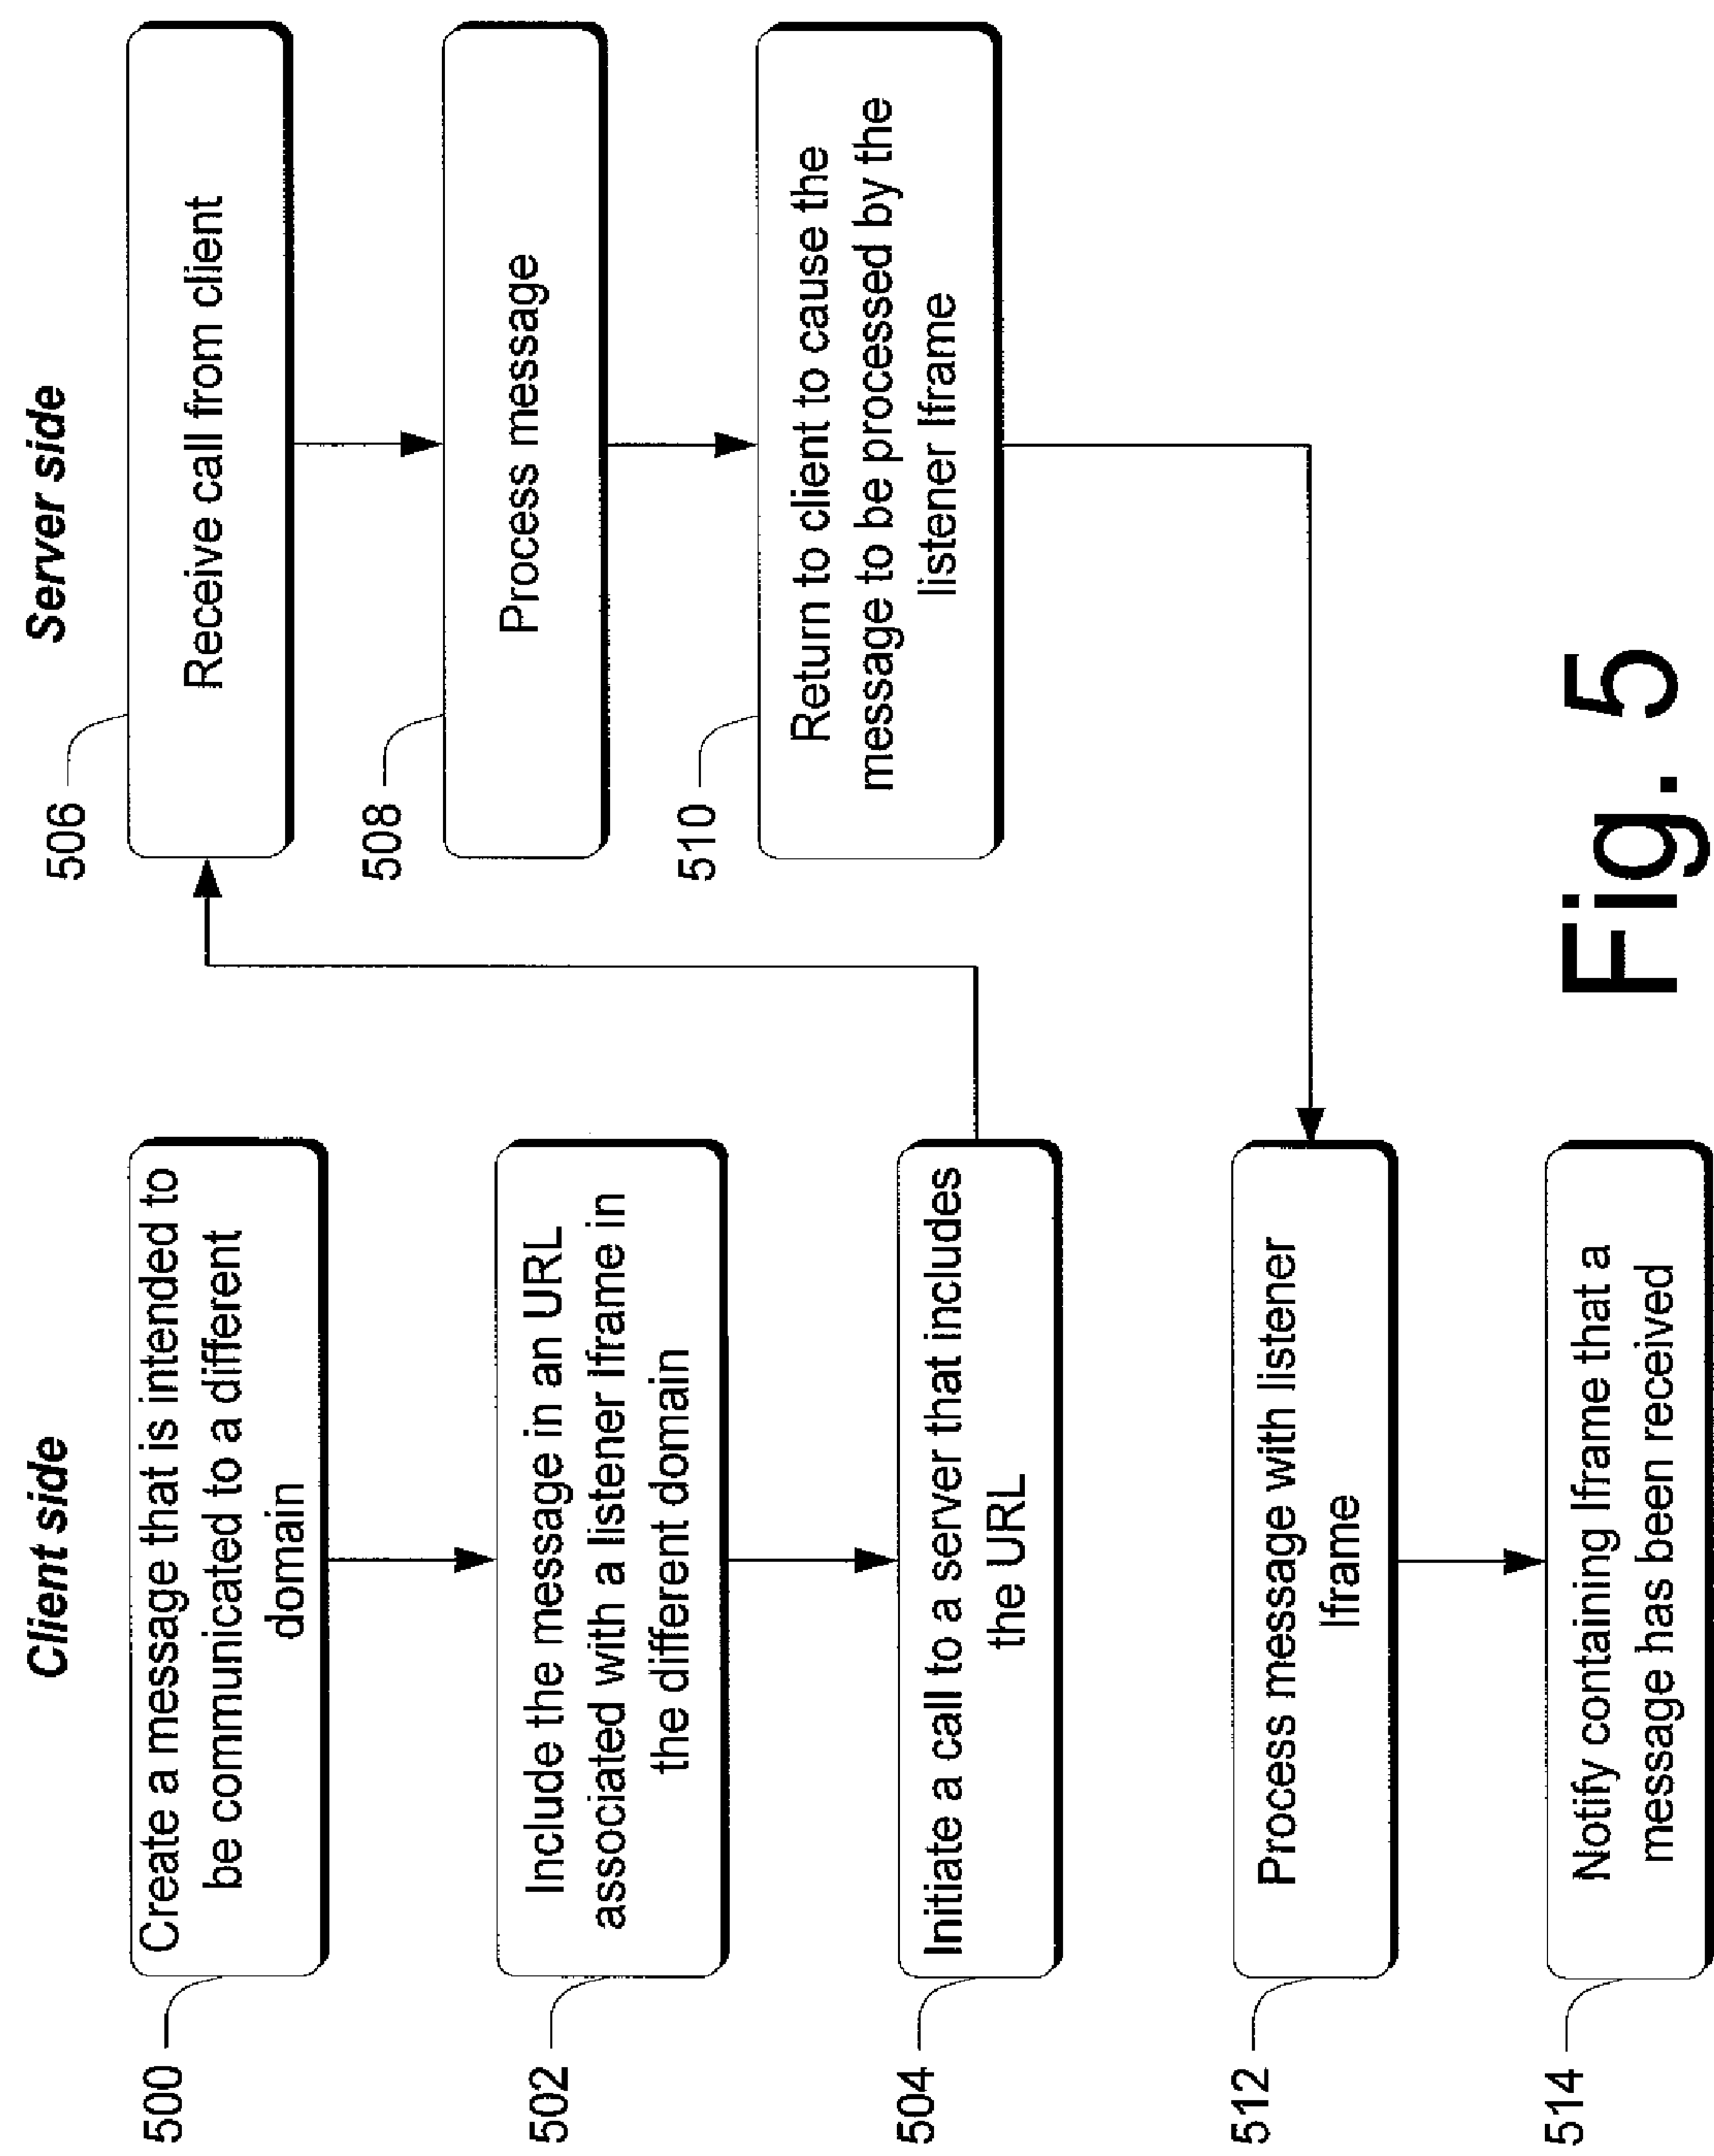 Client side
500
Create a message that is intended to
be communicated to a different
domain
502
Include the message in an URL
associated with a listener Iframe in
the different domain
504
Initiate a call to a server that includes
the URL
Server side
506
Receive call from client
508
Process message
510
Return to client to cause the
message to be processed by the
listener Iframe
512
Process message with listener
Iframe
514
Notify containing Iframe that a
message has been received
Fig. 5